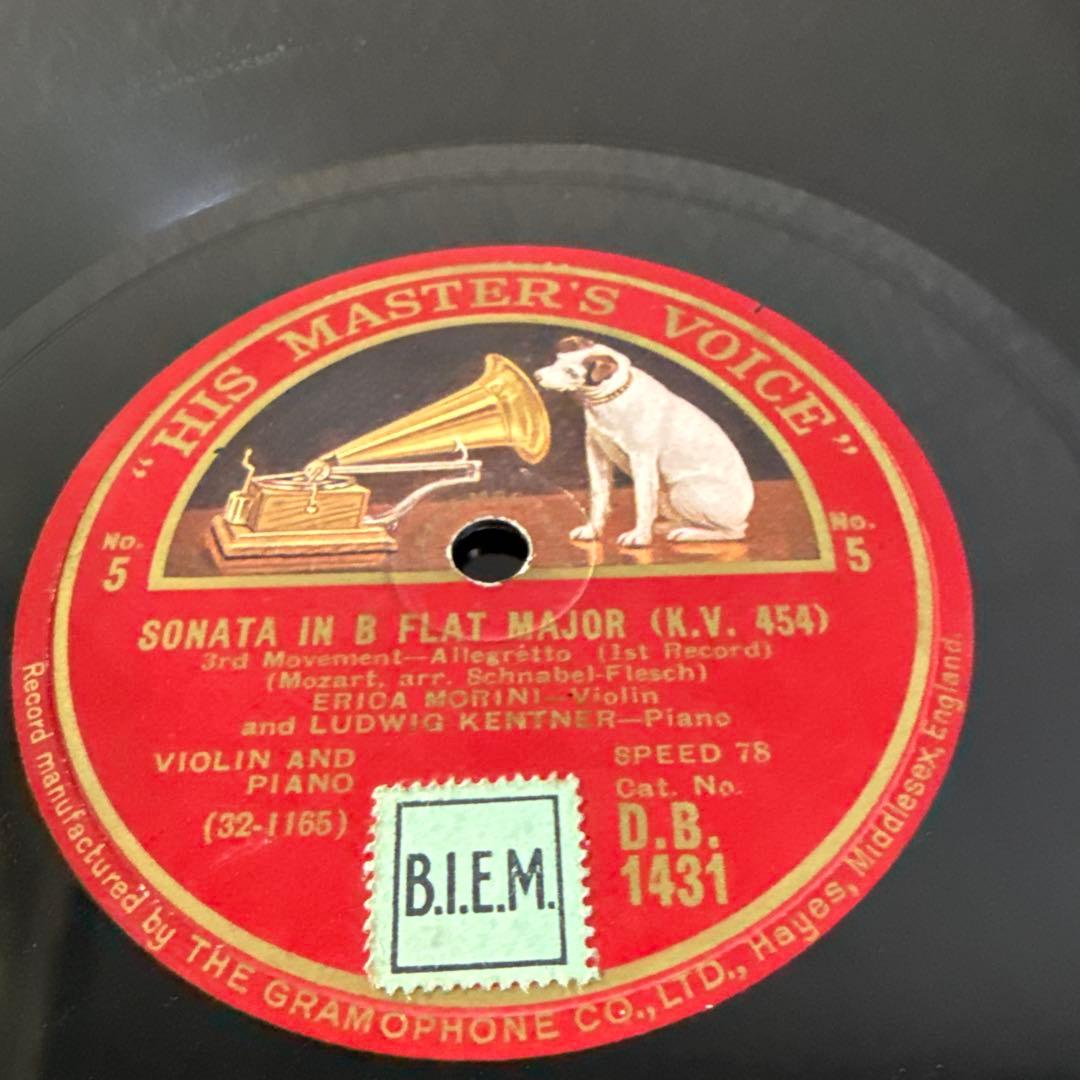 "HIS MASTER'S VOICE"
No. 5
No. 5
SONATA IN B FLAT MAJOR (K.V. 454)
3rd Movement—Allegretto (1st Record)
(Mozart, arr. Schnabel-Flesch)
ERICA MORINI—Violin
and LUDWIG KENTNER—Piano
VIOLIN AND
PIANO
(32-1165)
SPEED 78
Cat. No.
D.B.
1431
B.I.E.M.
Record manufactured by THE GRAMOPHONE CO., LTD., Hayes, Middlesex, England.